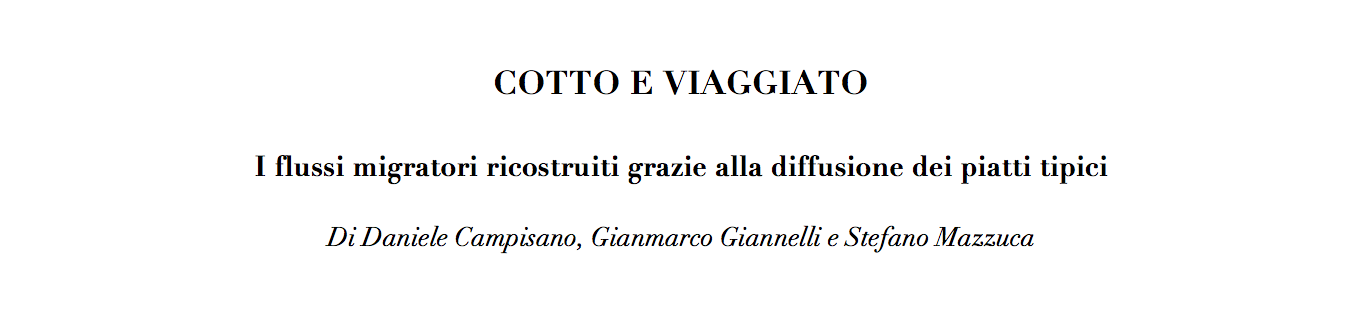 COTTO E VIAGGIATO
I flussi migratori ricostruiti grazie alla diffusione dei piatti tipici
Di Daniele Campisano, Gianmarco Giannelli e Stefano Mazzuca